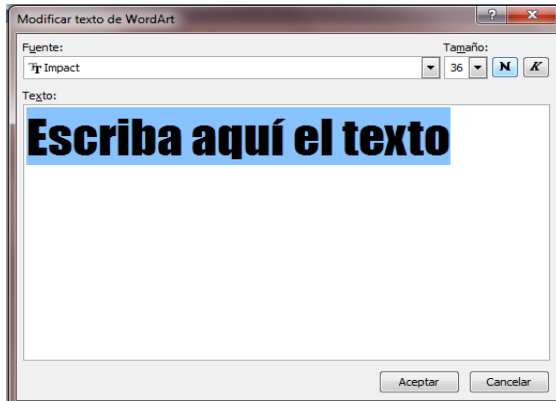 Modificar texto de WordArt
Fuente: Tamaño:
Impact 36 N K
Texto:
Escriba aquí el texto
Aceptar Cancelar